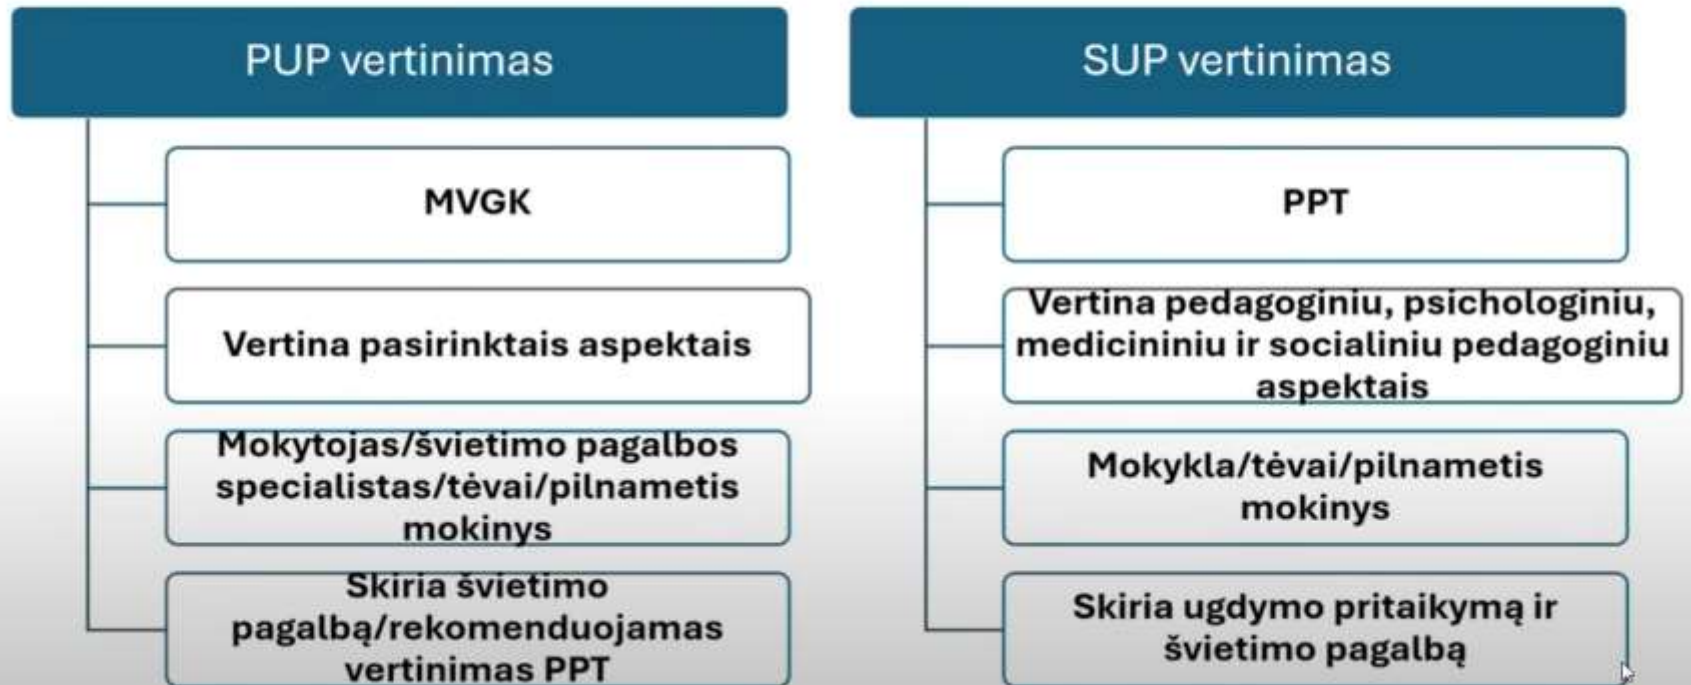 PUP vertinimas
MVGK
Vertina pasirinktais aspektais
Mokytojas/švietimo pagalbos
specialistas/tėvai/pilnametis
mokinys
Skiria švietimo
pagalbą/rekomenduojamas
vertinimas PPT
SUP vertinimas
PPT
Vertina pedagoginiu, psichologiniu,
medicininiu ir socialiniu pedagoginiu
aspektais
Mokykla/tėvai/pilnametis
mokinys
Skiria ugdymo pritaikymą ir
švietimo pagalbą